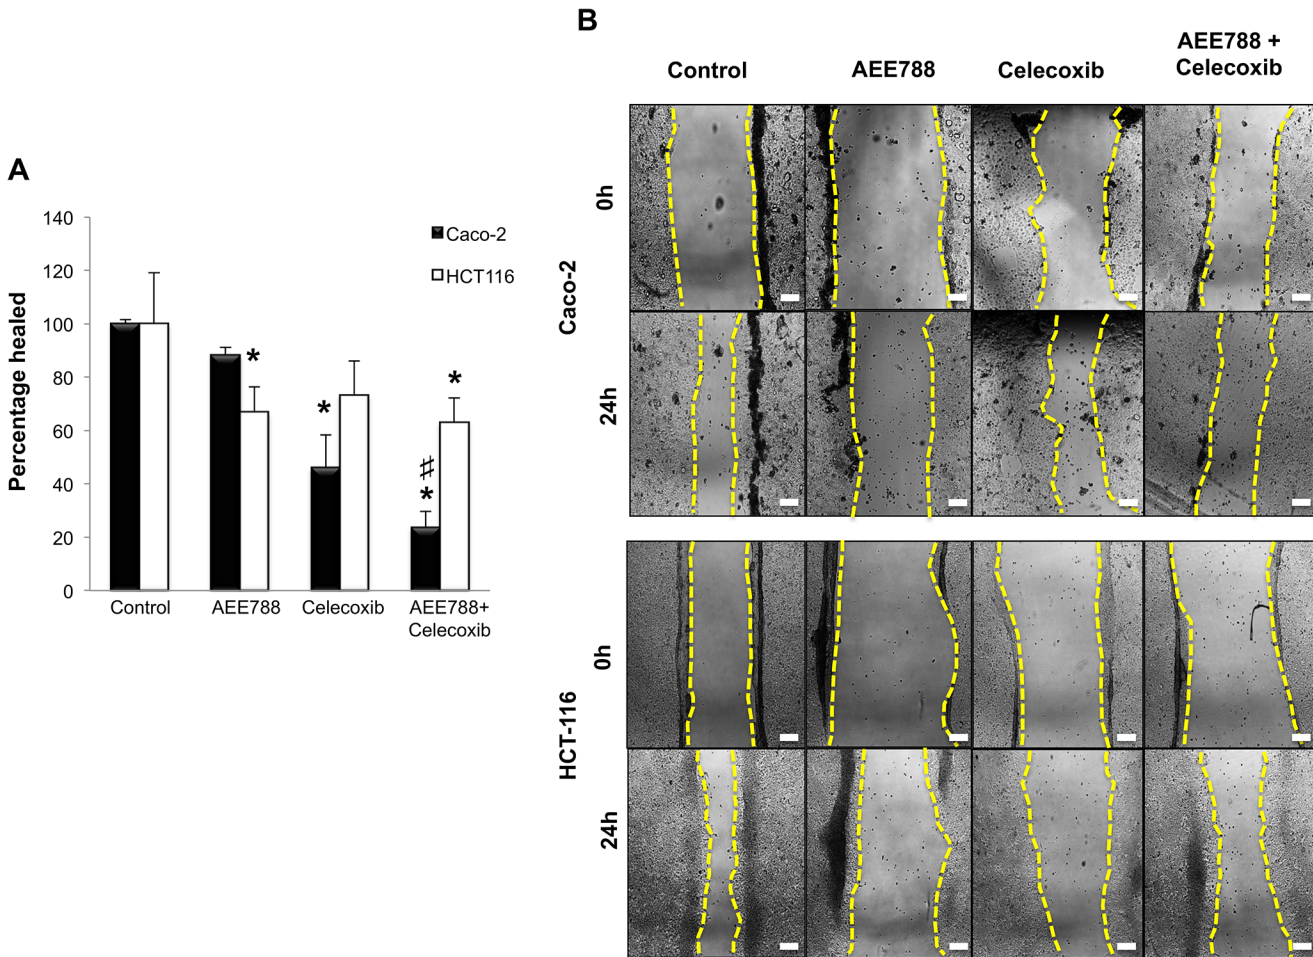 A
Percentage healed
140
120
100
80
60
40
20
0
Caco-2
HCT116
*
*
*
♯
*
Control
AEE788
Celecoxib
AEE788+
Celecoxib
B
Control
AEE788
Celecoxib
AEE788 +
Celecoxib
Caco-2
0h
24h
HCT-116
0h
24h